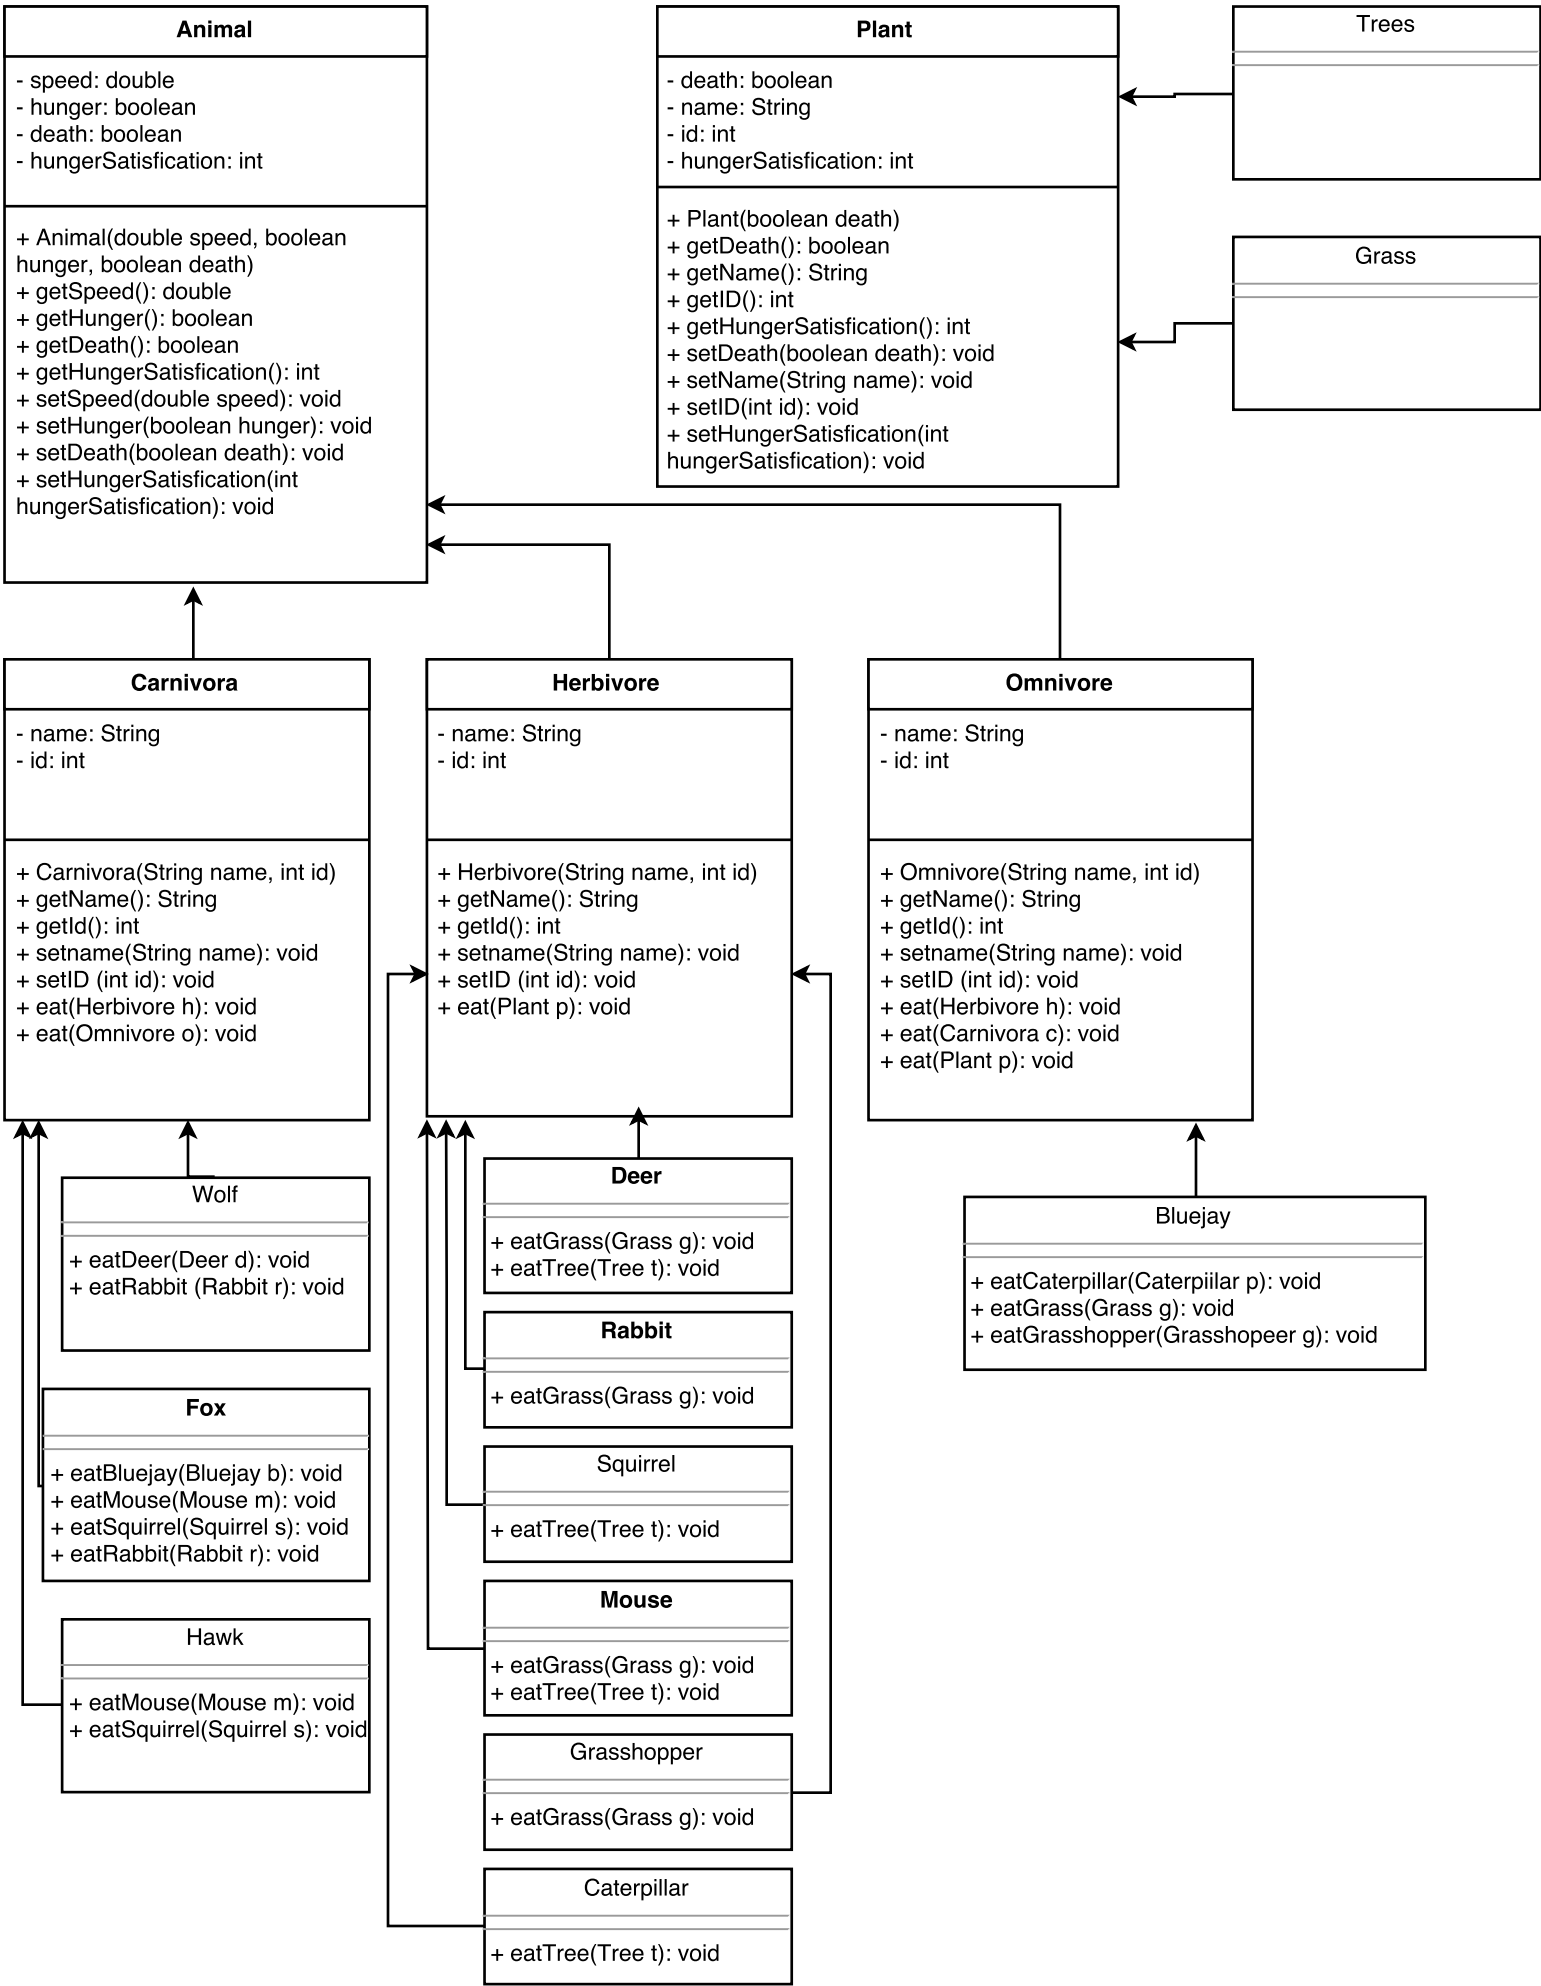 Animal
- speed: double
- hunger: boolean
- death: boolean
- hungerSatisfication: int
+ Animal(double speed, boolean
hunger, boolean death)
+ getSpeed(): double
+ getHunger(): boolean
+ getDeath(): boolean
+ getHungerSatisfication(): int
+ setSpeed(double speed): void
+ setHunger(boolean hunger): void
+ setDeath(boolean death): void
+ setHungerSatisfication(int
hungerSatisfication): void
Plant
- death: boolean
- name: String
- id: int
- hungerSatisfication: int
+ Plant(boolean death)
+ getDeath(): boolean
+ getName(): String
+ getID(): int
+ getHungerSatisfication(): int
+ setDeath(boolean death): void
+ setName(String name): void
+ setID(int id): void
+ setHungerSatisfication(int
hungerSatisfication): void
Trees
Grass
Carnivora
- name: String
- id: int
+ Carnivora(String name, int id)
+ getName(): String
+ getId(): int
+ setname(String name): void
+ setID (int id): void
+ eat(Herbivore h): void
+ eat(Omnivore o): void
Herbivore
- name: String
- id: int
+ Herbivore(String name, int id)
+ getName(): String
+ getId(): int
+ setname(String name): void
+ setID (int id): void
+ eat(Plant p): void
Omnivore
- name: String
- id: int
+ Omnivore(String name, int id)
+ getName(): String
+ getId(): int
+ setname(String name): void
+ setID (int id): void
+ eat(Herbivore h): void
+ eat(Carnivora c): void
+ eat(Plant p): void
Wolf
+ eatDeer(Deer d): void
+ eatRabbit (Rabbit r): void
Fox
+ eatBluejay(Bluejay b): void
+ eatMouse(Mouse m): void
+ eatSquirrel(Squirrel s): void
+ eatRabbit(Rabbit r): void
Hawk
+ eatMouse(Mouse m): void
+ eatSquirrel(Squirrel s): void
Deer
+ eatGrass(Grass g): void
+ eatTree(Tree t): void
Rabbit
+ eatGrass(Grass g): void
Squirrel
+ eatTree(Tree t): void
Mouse
+ eatGrass(Grass g): void
+ eatTree(Tree t): void
Grasshopper
+ eatGrass(Grass g): void
Caterpillar
+ eatTree(Tree t): void
Bluejay
+ eatCaterpillar(Caterpiilar p): void
+ eatGrass(Grass g): void
+ eatGrasshopper(Grasshopeer g): void